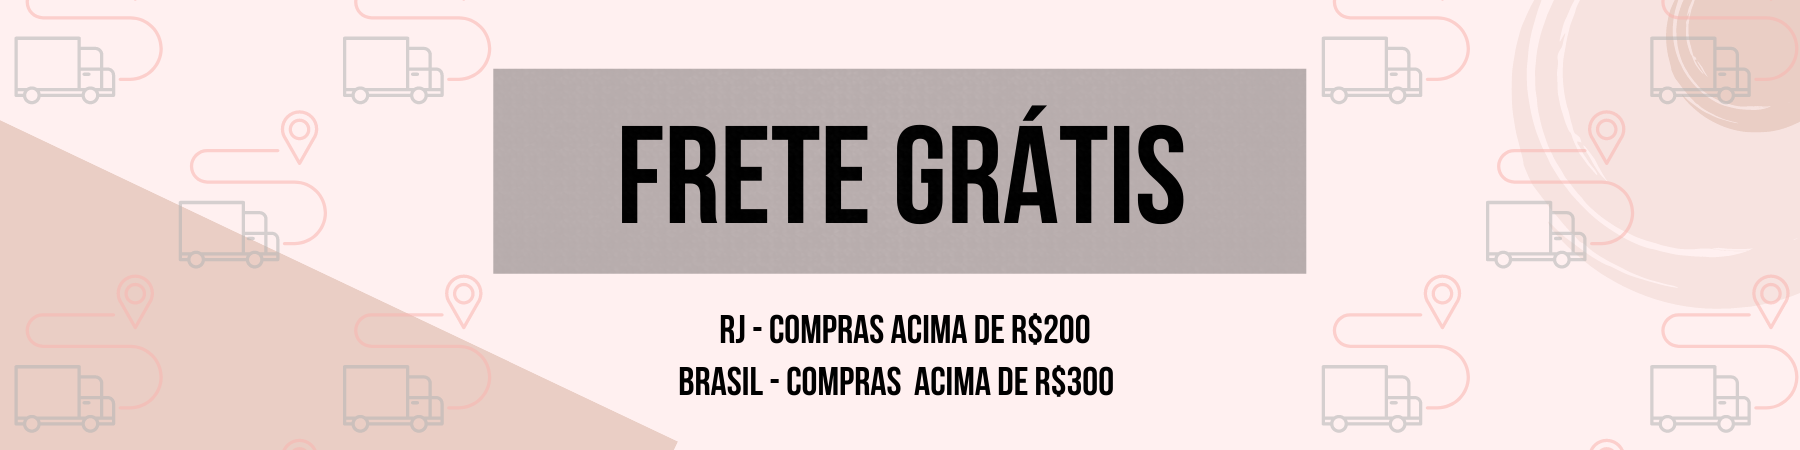 FRETE GRÁTIS
RJ - COMPRAS ACIMA DE R$200
BRASIL - COMPRAS ACIMA DE R$300